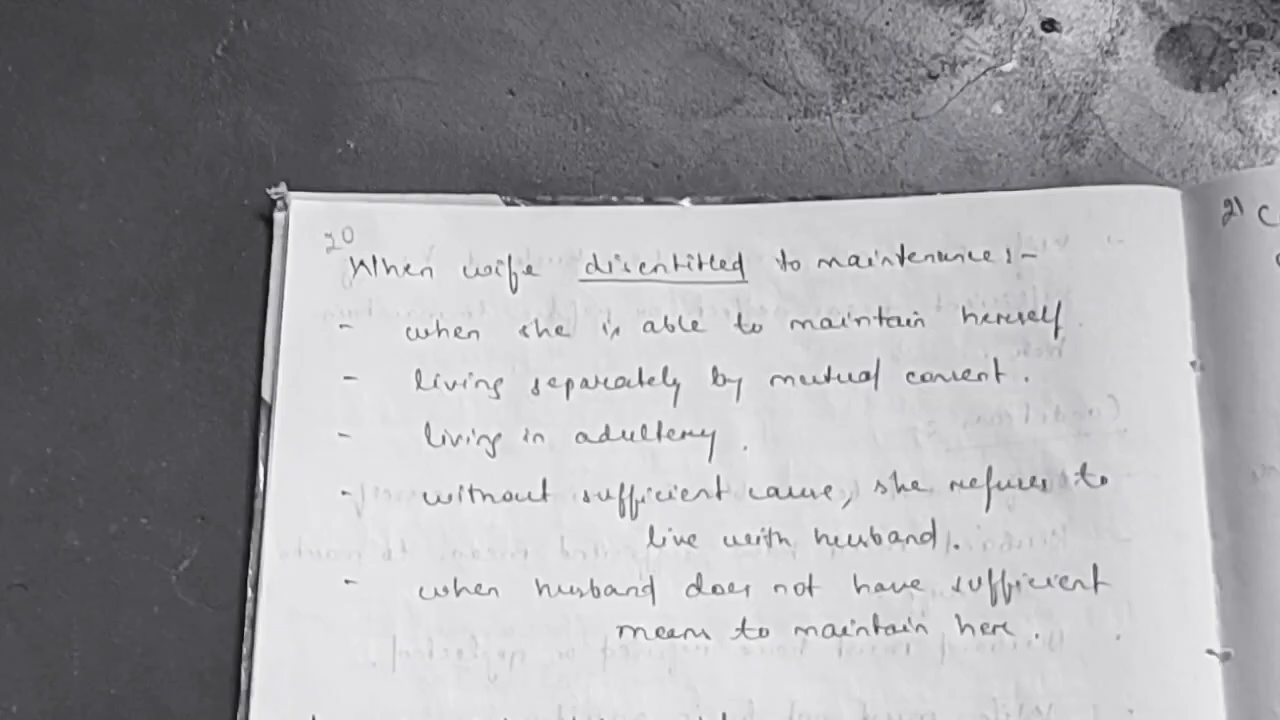 20
When wife disentitled to maintenance:-
- when she is able to maintain herself
- living separately by mutual consent.
- living in adultery.
- without sufficient cause, she refuses to
live with husband.
- when husband does not have sufficient
means to maintain here.
21 C